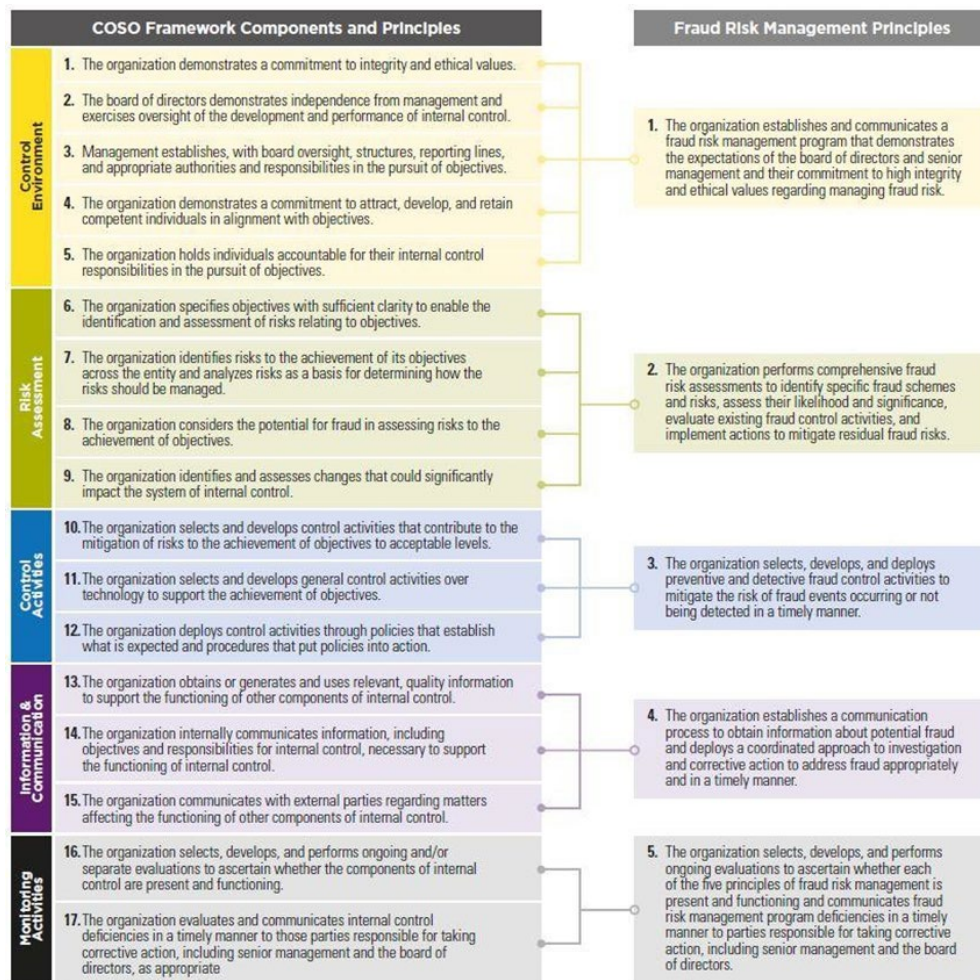 COSO Framework Components and Principles
Fraud Risk Management Principles
Control
Environment
1. The organization demonstrates a commitment to integrity and ethical values.
2. The board of directors demonstrates independence from management and
exercises oversight of the development and performance of internal control.
3. Management establishes, with board oversight, structures, reporting lines,
and appropriate authorities and responsibilities in the pursuit of objectives.
4. The organization demonstrates a commitment to attract, develop, and retain
competent individuals in alignment with objectives.
5. The organization holds individuals accountable for their internal control
responsibilities in the pursuit of objectives.
1. The organization establishes and communicates a
fraud risk management program that demonstrates
the expectations of the board of directors and senior
management and their commitment to high integrity
and ethical values regarding managing fraud risk.
Risk
Assessment
6. The organization specifies objectives with sufficient clarity to enable the
identification and assessment of risks relating to objectives.
7. The organization identifies risks to the achievement of its objectives
across the entity and analyzes risks as a basis for determining how the
risks should be managed.
8. The organization considers the potential for fraud in assessing risks to the
achievement of objectives.
9. The organization identifies and assesses changes that could significantly
impact the system of internal control.
2. The organization performs comprehensive fraud
risk assessments to identify specific fraud schemes
and risks, assess their likelihood and significance,
evaluate existing fraud control activities, and
implement actions to mitigate residual fraud risks.
Control
Activities
10. The organization selects and develops control activities that contribute to the
mitigation of risks to the achievement of objectives to acceptable levels.
11. The organization selects and develops general control activities over
technology to support the achievement of objectives.
12. The organization deploys control activities through policies that establish
what is expected and procedures that put policies into action.
3. The organization selects, develops, and deploys
preventive and detective fraud control activities to
mitigate the risk of fraud events occurring or not
being detected in a timely manner.
Information &
Communication
13. The organization obtains or generates and uses relevant, quality information
to support the functioning of other components of internal control.
14. The organization internally communicates information, including
objectives and responsibilities for internal control, necessary to support
the functioning of internal control.
15. The organization communicates with external parties regarding matters
affecting the functioning of other components of internal control.
4. The organization establishes a communication
process to obtain information about potential fraud
and deploys a coordinated approach to investigation
and corrective action to address fraud appropriately
and in a timely manner.
Monitoring
Activities
16. The organization selects, develops, and performs ongoing and/or
separate evaluations to ascertain whether the components of internal
control are present and functioning.
17. The organization evaluates and communicates internal control
deficiencies in a timely manner to those parties responsible for taking
corrective action, including senior management and the board of
directors, as appropriate
5. The organization selects, develops, and performs
ongoing evaluations to ascertain whether each
of the five principles of fraud risk management is
present and functioning and communicates fraud
risk management program deficiencies in a timely
manner to parties responsible for taking corrective
action, including senior management and the board
of directors.